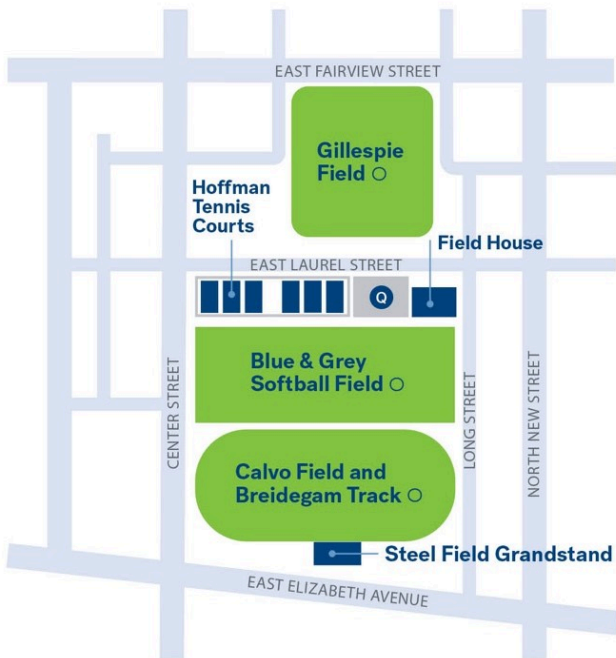 EAST FAIRVIEW STREET
Gillespie
Field
Hoffman
Tennis
Courts
Field House
EAST LAUREL STREET
Q
Blue & Grey
Softball Field
CENTER STREET
LONG STREET
NORTH NEW STREET
Calvo Field and
Breidegam Track
Steel Field Grandstand
EAST ELIZABETH AVENUE